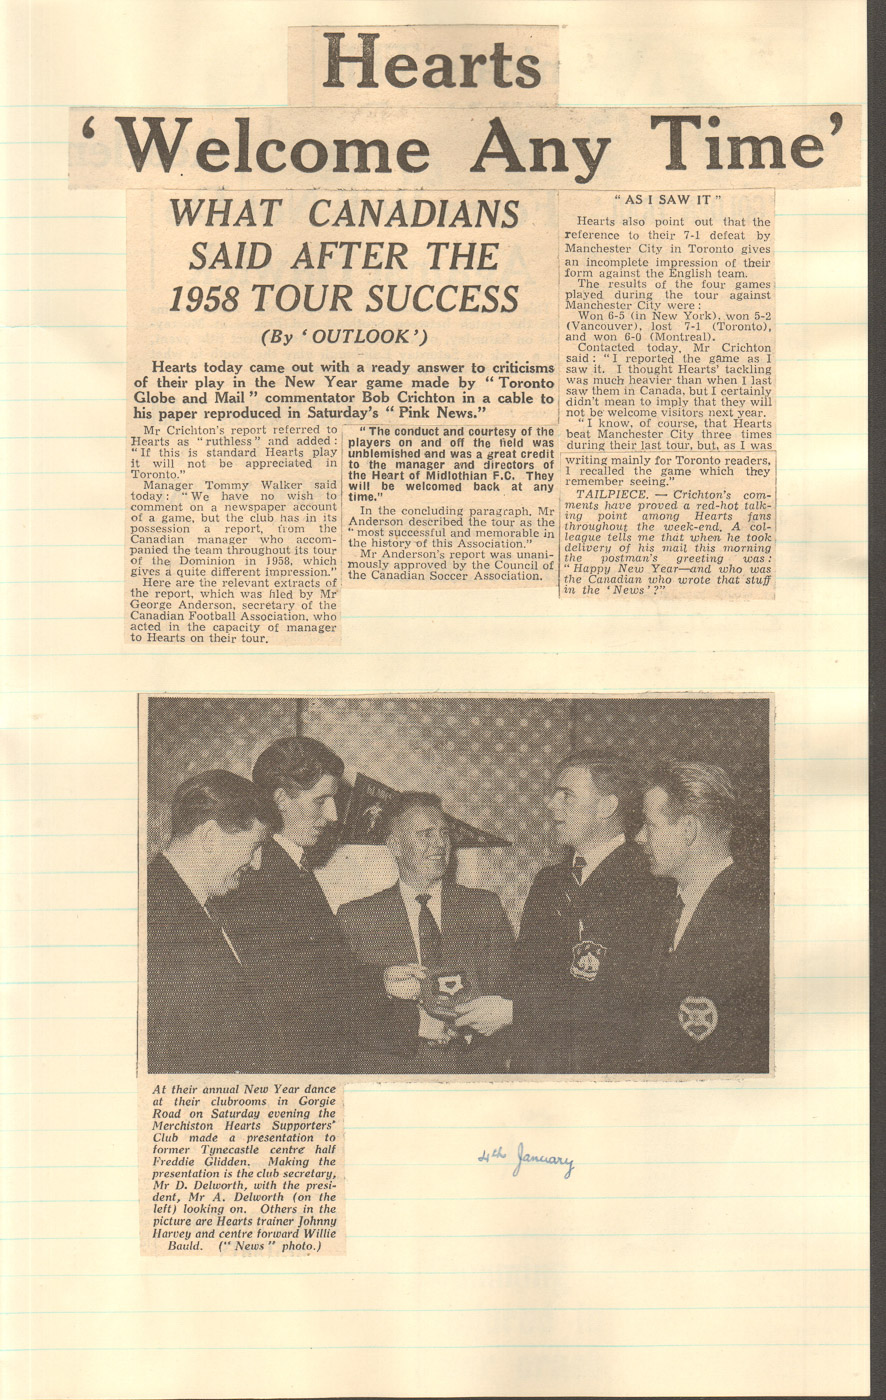 Hearts
‘Welcome Any Time’
WHAT CANADIANS
SAID AFTER THE
1958 TOUR SUCCESS
(By ‘OUTLOOK’)
Hearts today came out with a ready answer to criticisms
of their play in the New Year game made by “Toronto
Globe and Mail” commentator Bob Crichton in a cable to
his paper reproduced in Saturday's “Pink News.”
Mr Crichton's report referred to
Hearts as “ruthless” and added:
“If this is standard Hearts play
it will not be appreciated in
Toronto.”
Manager Tommy Walker said
today: “We have no wish to
comment on a newspaper account
of a game, but the club has in its
possession a report, from the
Canadian manager who accom-
panied the team throughout its tour
of the Dominion in 1958, which
gives a quite different impression.”
Here are the relevant extracts of
the report, which was filed by Mr
George Anderson, secretary of the
Canadian Football Association, who
acted in the capacity of manager
to Hearts on their tour.
“The conduct and courtesy of the
players on and off the field was
unblemished and was a great credit
to the manager and directors of
the Heart of Midlothian F.C. They
will be welcomed back at any
time.”
In the concluding paragraph, Mr
Anderson described the tour as the
“most successful and memorable in
the history of this Association.”
Mr Anderson's report was unani-
mously approved by the Council of
the Canadian Soccer Association.
“AS I SAW IT”
Hearts also point out that the
reference to their 7-1 defeat by
Manchester City in Toronto gives
an incomplete impression of their
form against the English team.
The results of the four games
played during the tour against
Manchester City were:
Won 6-5 (in New York), won 5-2
(Vancouver), lost 7-1 (Toronto),
and won 6-0 (Montreal).
Contacted today, Mr Crichton
said: “I reported the game as I
saw it. I thought Hearts' tackling
was much heavier than when I last
saw them in Canada, but I certainly
didn't mean to imply that they will
not be welcome visitors next year.
“I know, of course, that Hearts
beat Manchester City three times
during their last tour, but, as I was
writing mainly for Toronto readers,
I recalled the game which they
remember seeing.”
TAILPIECE. — Crichton's com-
ments have proved a red-hot talk-
ing point among Hearts fans
throughout the week-end. A col-
league tells me that when he took
delivery of his mail this morning
the postman's greeting was:
“Happy New Year—and who was
the Canadian who wrote that stuff
in the ‘News’?”
At their annual New Year dance
at their clubrooms in Gorgie
Road on Saturday evening the
Merchiston Hearts Supporters'
Club made a presentation to
former Tynecastle centre half
Freddie Glidden. Making the
presentation is the club secretary,
Mr D. Delworth, with the presi-
dent, Mr A. Delworth (on the
left) looking on. Others in the
picture are Hearts trainer Johnny
Harvey and centre forward Willie
Bauld. (“News” photo.)
4th January